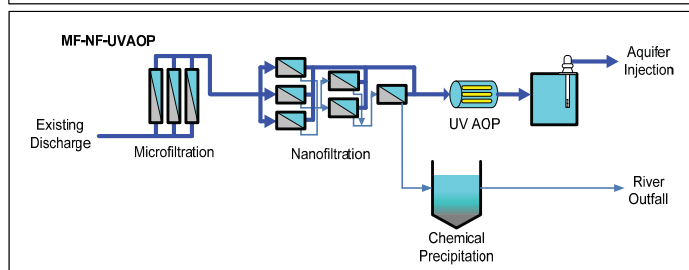 MF-NF-UVAOP
Existing
Discharge
Microfiltration
Nanofiltration
UV AOP
Aquifer
Injection
Chemical
Precipitation
River
Outfall